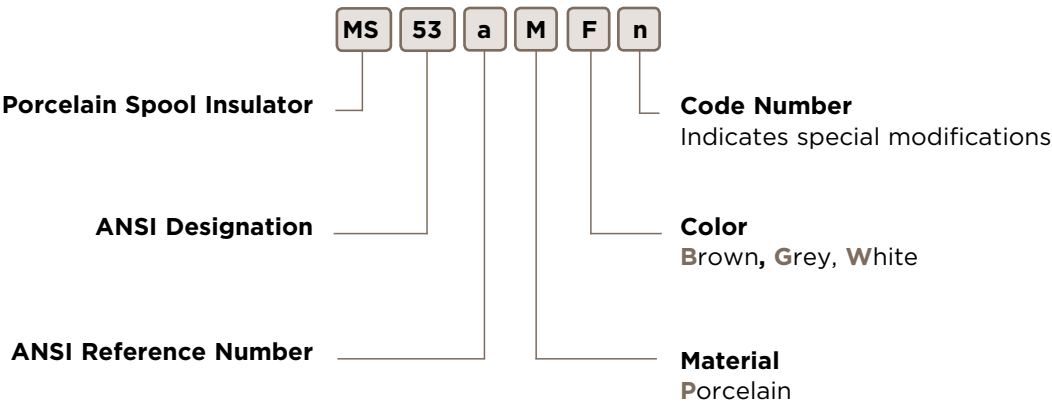 MS 53 a M F n
Porcelain Spool Insulator
Code Number
Indicates special modifications
ANSI Designation
Color
Brown, Grey, White
ANSI Reference Number
Material
Porcelain